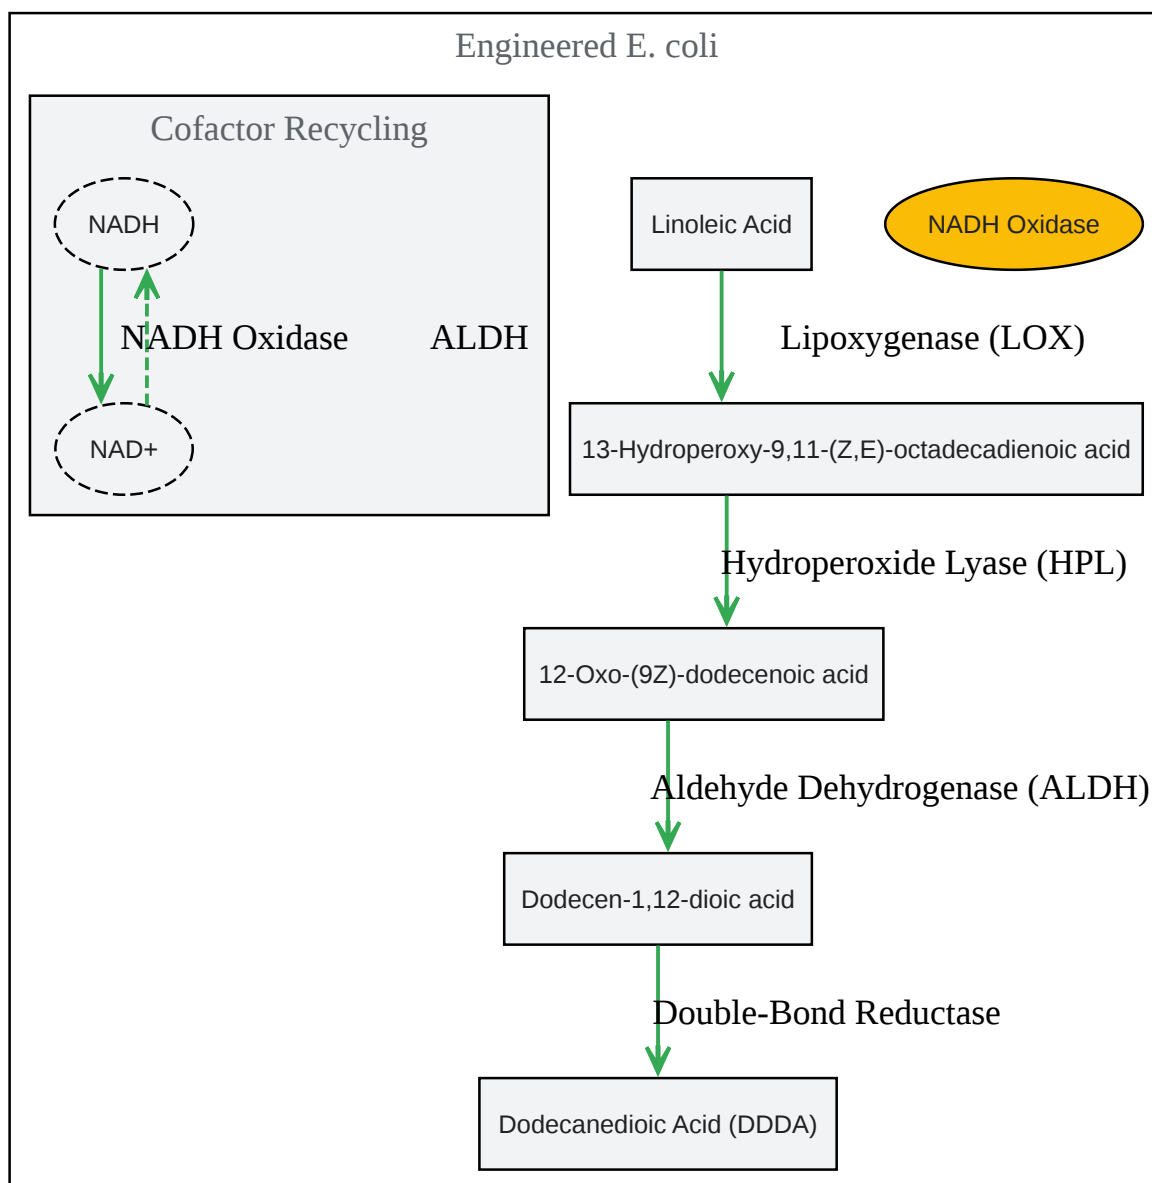 Engineered E. coli
Cofactor Recycling
NADH
Linoleic Acid
NADH Oxidase
NADH Oxidase
ALDH
Lipoxygenase (LOX)
NAD+
13-Hydroperoxy-9,11-(Z,E)-octadecadienoic acid
Hydroperoxide Lyase (HPL)
12-Oxo-(9Z)-dodecenoic acid
Aldehyde Dehydrogenase (ALDH)
Dodecen-1,12-dioic acid
Double-Bond Reductase
Dodecanedioic Acid (DDDA)